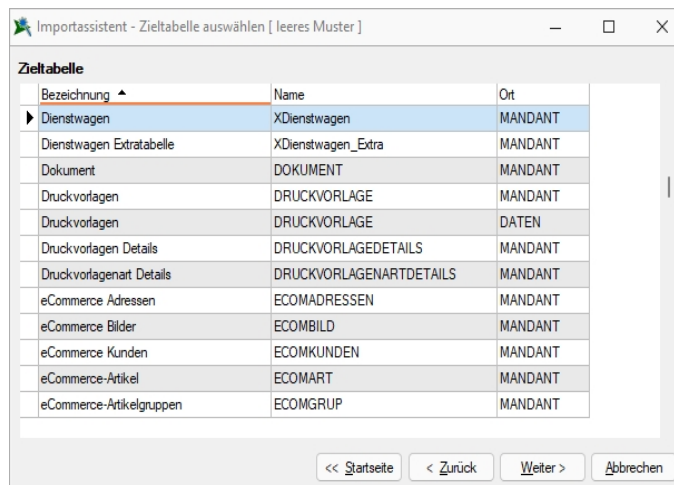 Importassistent - Zieltabelle auswählen [ leeres Muster ]
Zieltabelle
Bezeichnung Name Ort
Dienstwagen XDienstwagen MANDANT
Dienstwagen Extratabelle XDienstwagen_Extra MANDANT
Dokument DOKUMENT MANDANT
Druckvorlagen DRUCKVORLAGE MANDANT
Druckvorlagen DRUCKVORLAGE DATEN
Druckvorlagen Details DRUCKVORLAGEDETAILS MANDANT
Druckvorlagenart Details DRUCKVORLAGENARTDETAILS MANDANT
eCommerce Adressen ECOMADRESSEN MANDANT
eCommerce Bilder ECOMBILD MANDANT
eCommerce Kunden ECOMKUNDEN MANDANT
eCommerce-Artikel ECOMART MANDANT
eCommerce-Artikelgruppen ECOMGRUP MANDANT
<< Startseite < Zurück Weiter > Abbrechen